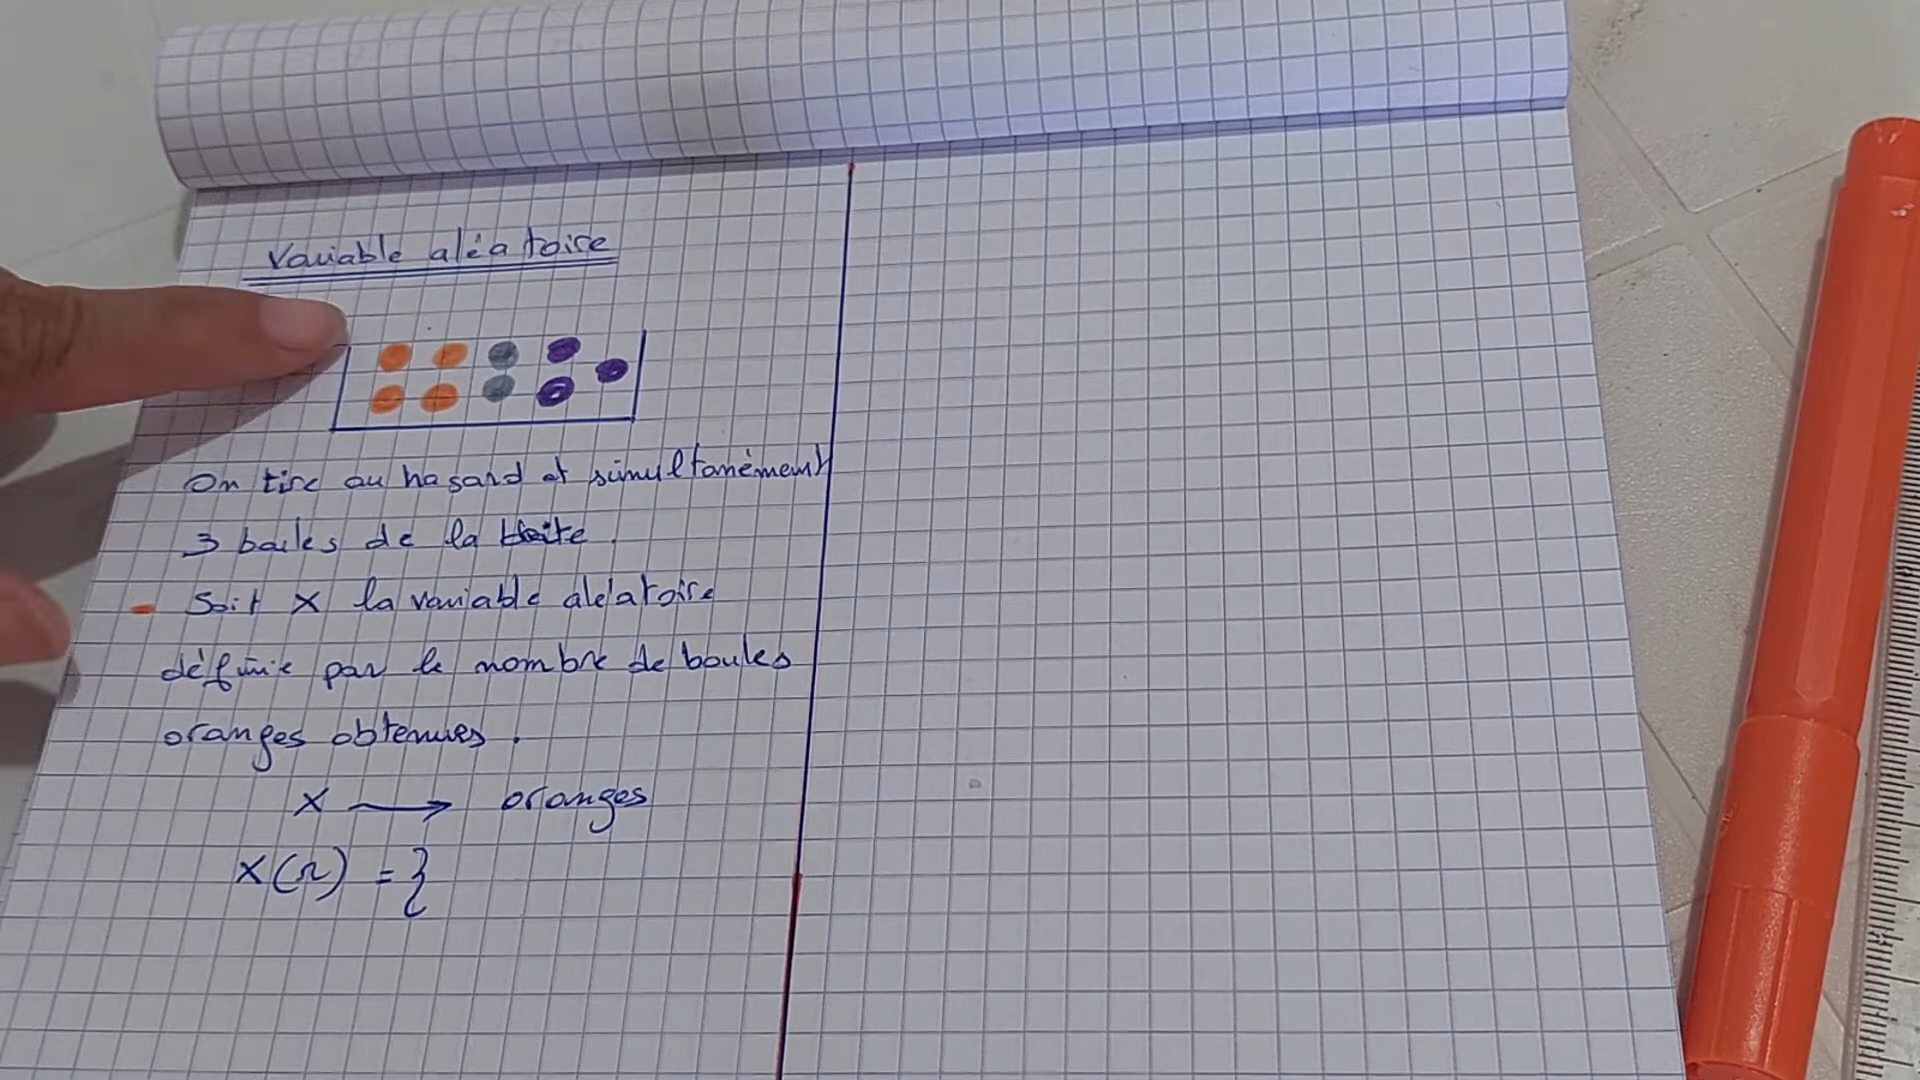 Variable aléatoire
On tire au hasard et simultanément
3 boules de la boite.
- Soit X la variable aléatoire
définie par le nombre de boules
oranges obtenues.
X → oranges
X(Ω) = {